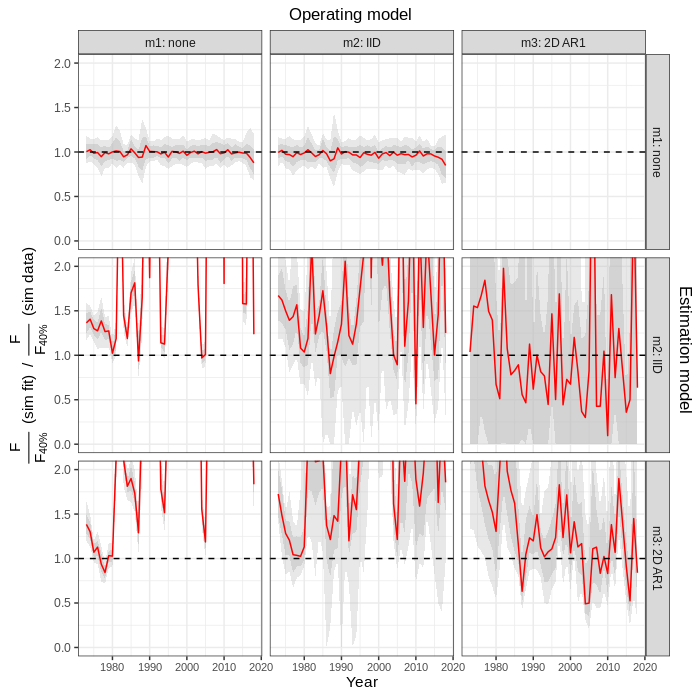 Operating model
m1: none
m2: IID
m3: 2D AR1
2.0
1.5
1.0
0.5
0.0
m1: none
2.0
1.5
1.0
0.5
0.0
m2: IID
2.0
1.5
1.0
0.5
0.0
m3: 2D AR1
F
F40%
(sim fit) /
F
F40%
(sim data)
Estimation model
1980 1990 2000 2010 2020
1980 1990 2000 2010 2020
1980 1990 2000 2010 2020
Year